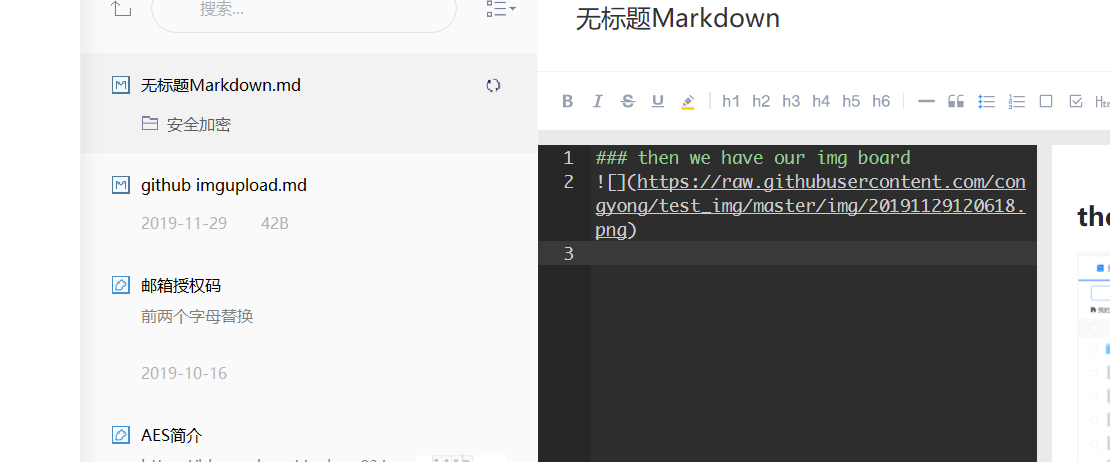 搜索...
无标题Markdown.md
安全加密
github imgupload.md
2019-11-29 42B
邮箱授权码
前两个字母替换
2019-10-16
AES简介
无标题Markdown
B I S U h1 h2 h3 h4 h5 h6
1 ### then we have our img board
2 ![](https://raw.githubusercontent.com/con
gyong/test_img/master/img/20191129120618.
png)
3
the